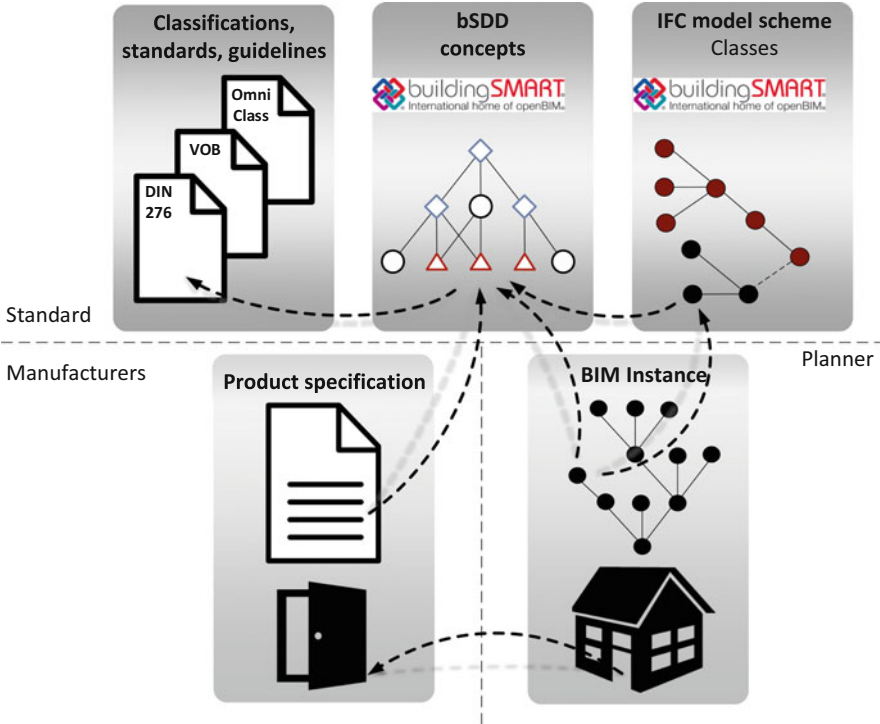 Classifications,
standards, guidelines
Omni
Class
VOB
DIN
276
bSDD
concepts
buildingSMART
International home of openBIM
IFC model scheme
Classes
buildingSMART
International home of openBIM
Standard
Manufacturers
Planner
Product specification
BIM Instance